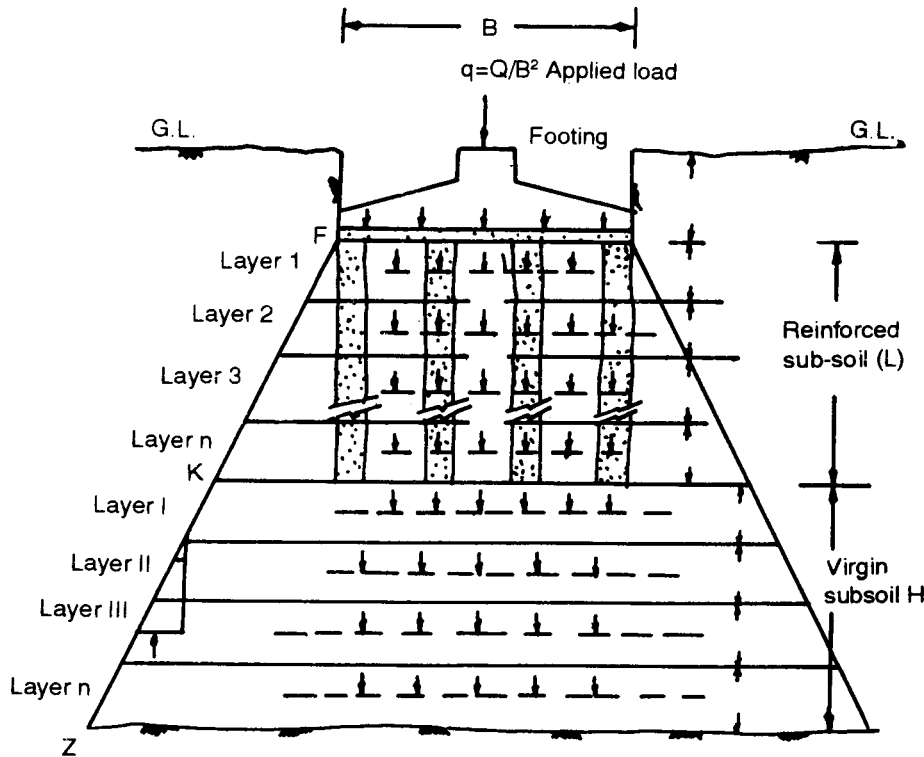 B
q=Q/B² Applied load
G.L.
Footing
G.L.
F
Layer 1
Layer 2
Reinforced
sub-soil (L)
Layer 3
Layer n
K
Layer I
Layer II
Virgin
subsoil H
Layer III
Layer n
Z